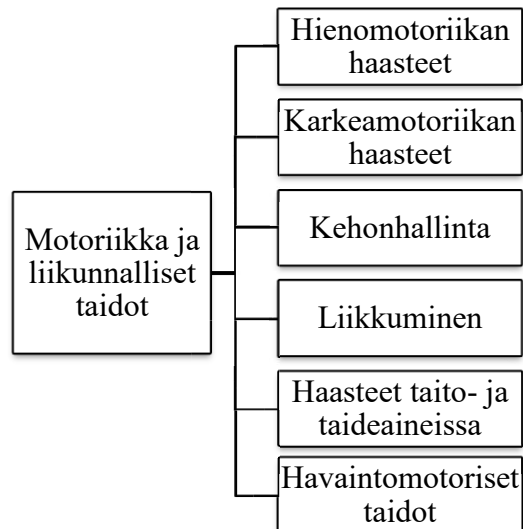 Motoriikka ja
liikunnalliset
taidot
Hienomotoriikan
haasteet
Karkeamotoriikan
haasteet
Kehonhallinta
Liikkuminen
Haasteet taito- ja
taideaineissa
Havaintomotoriset
taidot